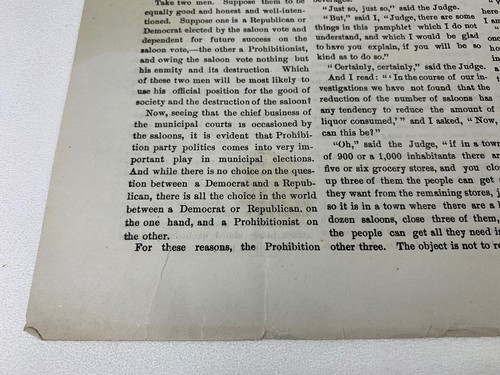 Take two men. Suppose them to be
equally good and honest and well-inten-
tioned. Suppose one is a Republican or
Democrat elected by the saloon vote and
dependent for future success on the
saloon vote,—the other a Prohibitionist,
and owing the saloon vote nothing but
his enmity and its destruction. Which
of these two men will be most likely to
use his official position for the good of
society and the destruction of the saloon?
Now, seeing that the chief business of
the municipal courts is occasioned by
the saloons, it is evident that Prohibi-
tion party politics comes into very im-
portant play in municipal elections.
And while there is no choice on the ques-
tion between a Democrat and a Repub-
lican, there is all the choice in the world
between a Democrat or Republican, on
the one hand, and a Prohibitionist on
the other.
For these reasons, the Prohibition
"Just so, just so," said the Judge.
"But," said I, "Judge, there are some
things in this pamphlet which I do not
understand, and which I would be glad
to have you explain, if you will be so
kind as to do so."
"Certainly, certainly," said the Judge.
And I read: "'In the course of our in-
vestigations we have not found that the
reduction of the number of saloons has
any tendency to reduce the amount of
liquor consumed,'" and I asked, "Now,
can this be?"
"Oh," said the Judge, "if in a town
of 900 or a 1,000 inhabitants there ar
five or six grocery stores, and you clos
up three of them the people can get
they want from the remaining stores, j
so it is in a town where there are a h
dozen saloons, close three of them,
the people can get all they need in
other three. The object is not to re